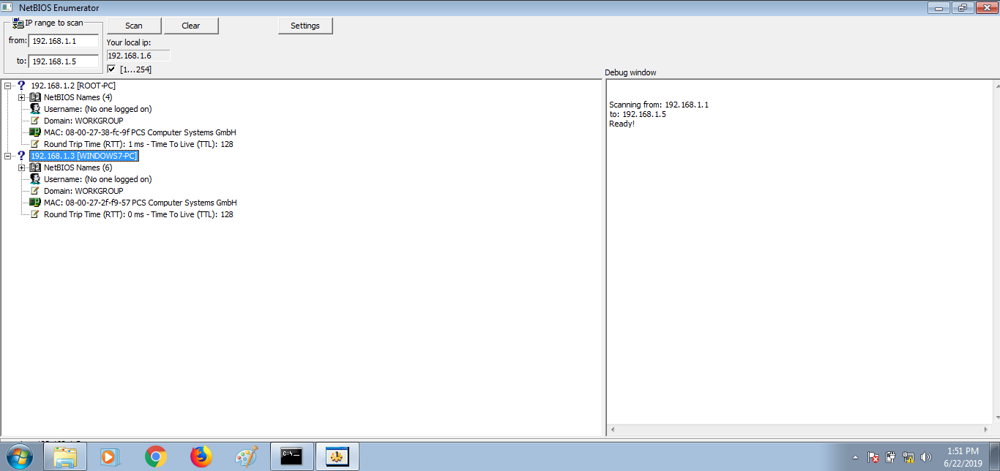 NetBIOS Enumerator
IP range to scan
from: 192.168.1.1
to: 192.168.1.5
Scan
Clear
Settings
Your local ip:
192.168.1.6
[1...254]
Debug window
192.168.1.2 [ROOT-PC]
NetBIOS Names (4)
Username: (No one logged on)
Domain: WORKGROUP
MAC: 08-00-27-38-fc-9f PCS Computer Systems GmbH
Round Trip Time (RTT): 1 ms - Time To Live (TTL): 128
192.168.1.3 [WINDOWS7-PC]
NetBIOS Names (6)
Username: (No one logged on)
Domain: WORKGROUP
MAC: 08-00-27-2f-f9-57 PCS Computer Systems GmbH
Round Trip Time (RTT): 0 ms - Time To Live (TTL): 128
Scanning from: 192.168.1.1
to: 192.168.1.5
Ready!
C:\
1:51 PM
6/22/2019